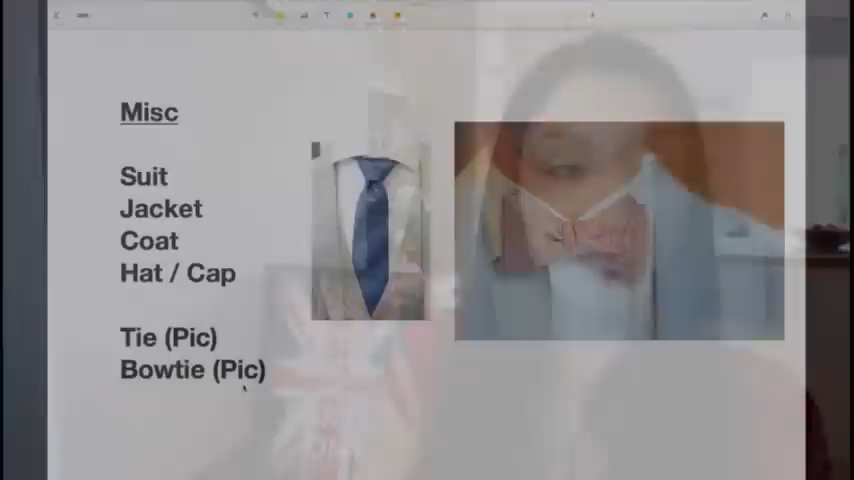 Misc
Suit
Jacket
Coat
Hat / Cap
Tie (Pic)
Bowtie (Pic)